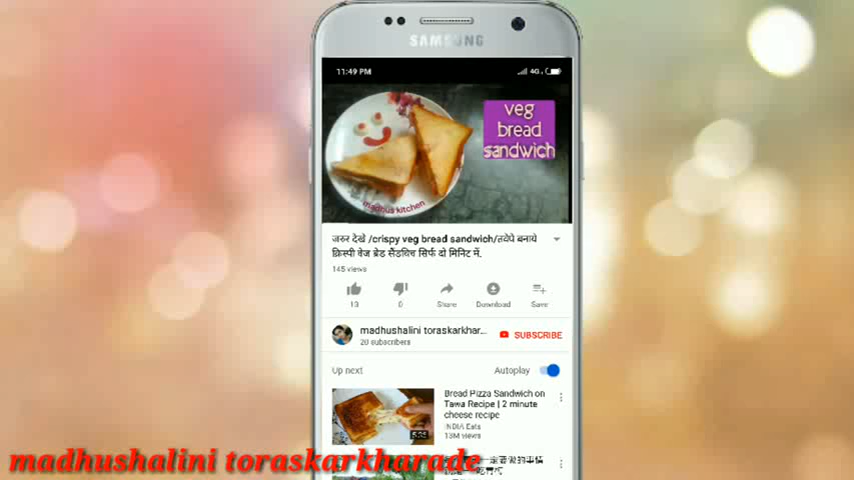 SAMSUNG
11:49 PM
4G
veg
bread
sandwich
madhus kitchen
जरुर देखे /crispy veg bread sandwich/तवेपे बनाये
क्रिस्पी वेज ब्रेड सैंडविच सिर्फ दो मिनिट में.
145 views
13
0
Share
Download
Save
madhushalini toraskarkhar...
20 subscribers
SUBSCRIBE
Up next
Autoplay
Bread Pizza Sandwich on
Tawa Recipe | 2 minute
cheese recipe
INDIA Eats
13M views
madhushalini toraskarkharade